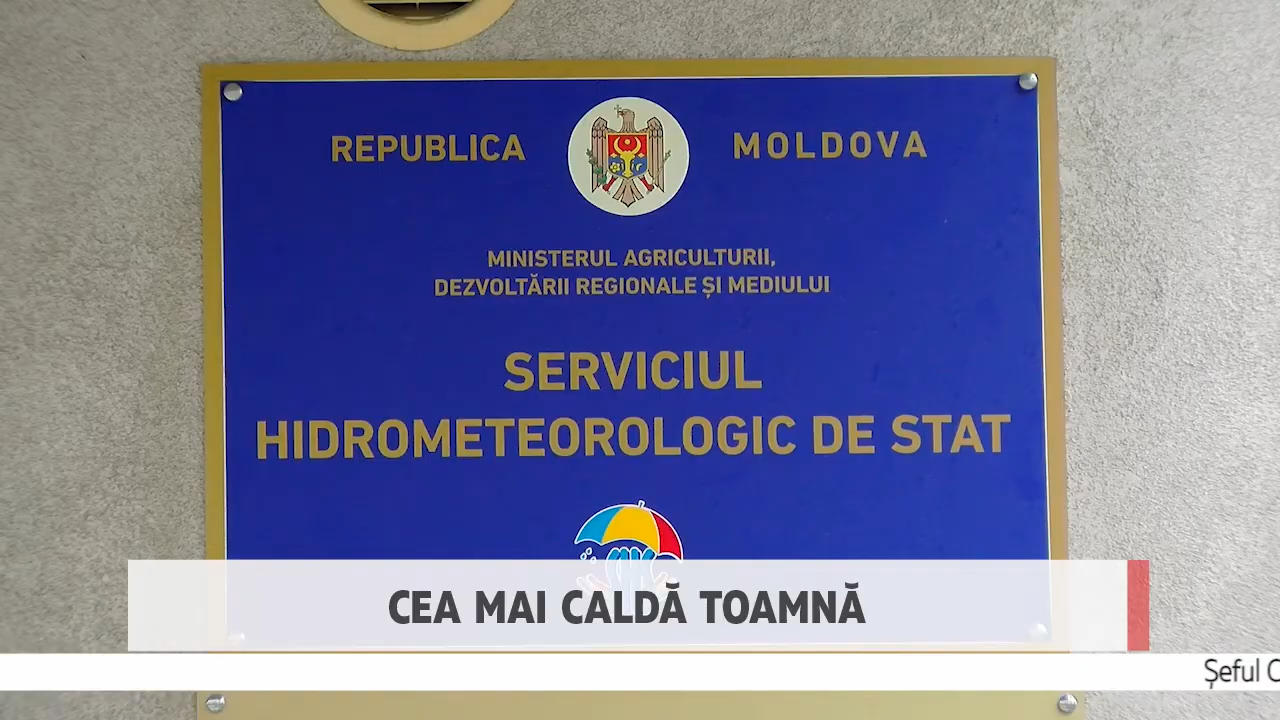 REPUBLICA MOLDOVA
MINISTERUL AGRICULTURII,
DEZVOLTĂRII REGIONALE ȘI MEDIULUI
SERVICIUL
HIDROMETEOROLOGIC DE STAT
CEA MAI CALDĂ TOAMNĂ
Șeful